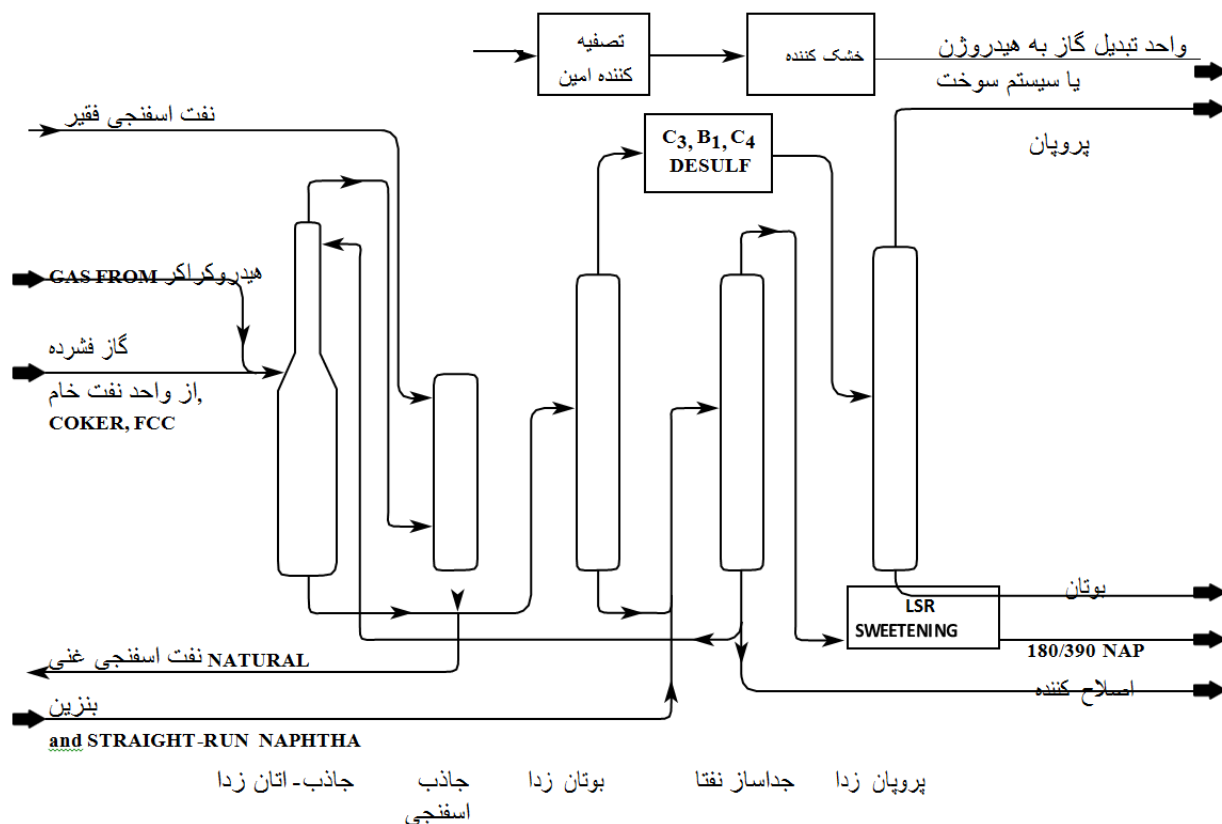 تصفیه
کننده امین
خشک کننده
واحد تبدیل گاز به هیدروژن
یا سیستم سوخت
نفت اسفنجی فقیر
C3, B1, C4
DESULF
پروپان
GAS FROM هیدروکراکر
گاز فشرده
از واحد نفت خام,
COKER, FCC
بوتان
LSR
SWEETENING
180/390 NAP
نفت اسفنجی غنی NATURAL
اصلاح کننده
بنزین
and STRAIGHT-RUN NAPHTHA
جاذب- اتان زدا
جاذب
اسفنجی
بوتان زدا
جداساز نفتا
پروپان زدا